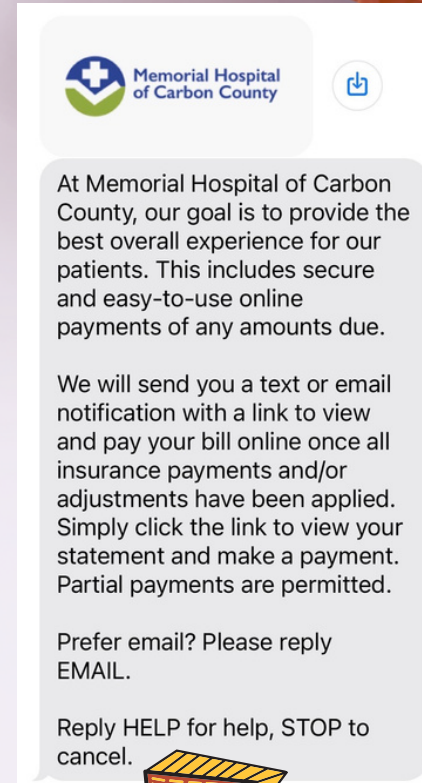 Memorial Hospital
of Carbon County
At Memorial Hospital of Carbon
County, our goal is to provide the
best overall experience for our
patients. This includes secure
and easy-to-use online
payments of any amounts due.
We will send you a text or email
notification with a link to view
and pay your bill online once all
insurance payments and/or
adjustments have been applied.
Simply click the link to view your
statement and make a payment.
Partial payments are permitted.
Prefer email? Please reply
EMAIL.
Reply HELP for help, STOP to
cancel.